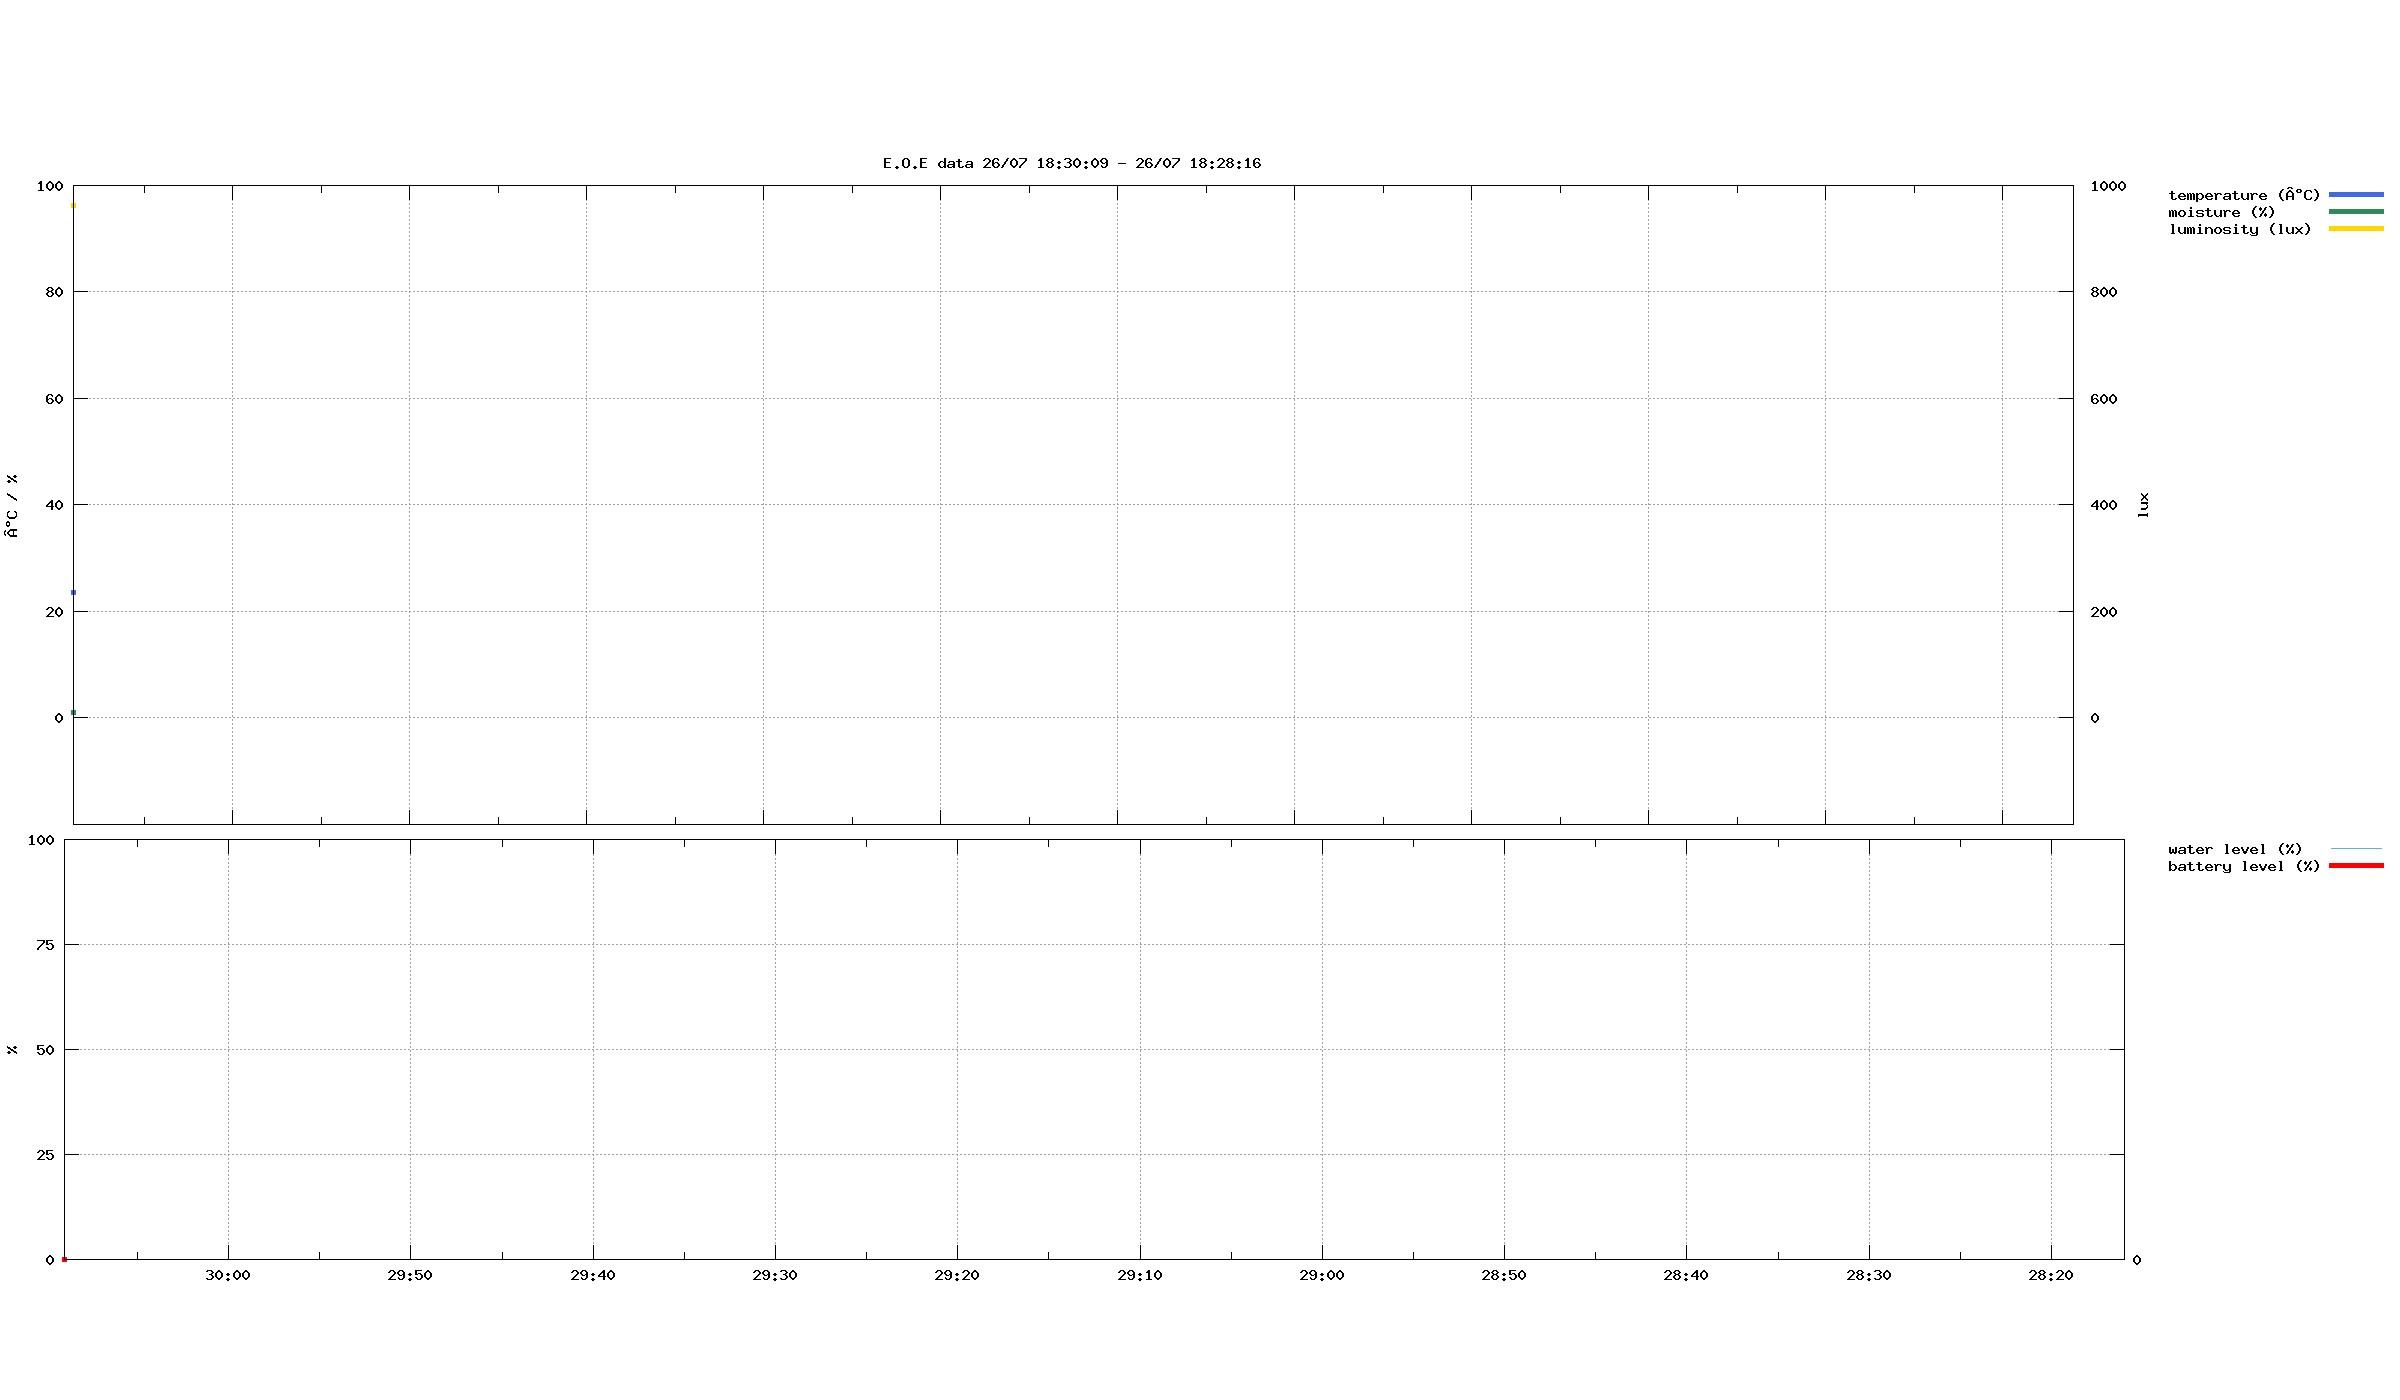 E.O.E data 26/07 18:30:09 - 26/07 18:28:16
100
80
60
40
20
0
Â°C / %
1000
800
600
400
200
0
lux
temperature (Â°C)
moisture (%)
luminosity (lux)
100
75
50
25
0
%
0
water level (%)
battery level (%)
30:00 29:50 29:40 29:30 29:20 29:10 29:00 28:50 28:40 28:30 28:20